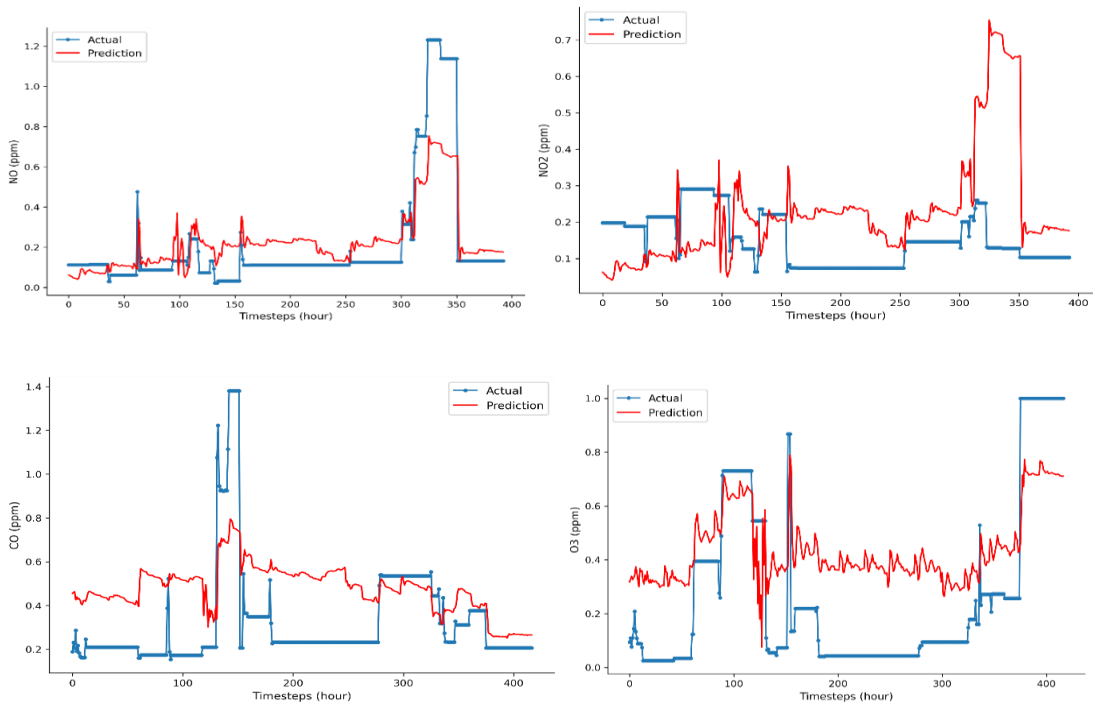 Actual
Prediction
NO (ppm)
1.2
1.0
0.8
0.6
0.4
0.2
0.0
0 50 100 150 200 250 300 350 400
Timesteps (hour)
Actual
Prediction
NO2 (ppm)
0.7
0.6
0.5
0.4
0.3
0.2
0.1
0 50 100 150 200 250 300 350 400
Timesteps (hour)
Actual
Prediction
CO (ppm)
1.4
1.2
1.0
0.8
0.6
0.4
0.2
0 100 200 300 400
Timesteps (hour)
Actual
Prediction
O3 (ppm)
1.0
0.8
0.6
0.4
0.2
0.0
0 100 200 300 400
Timesteps (hour)